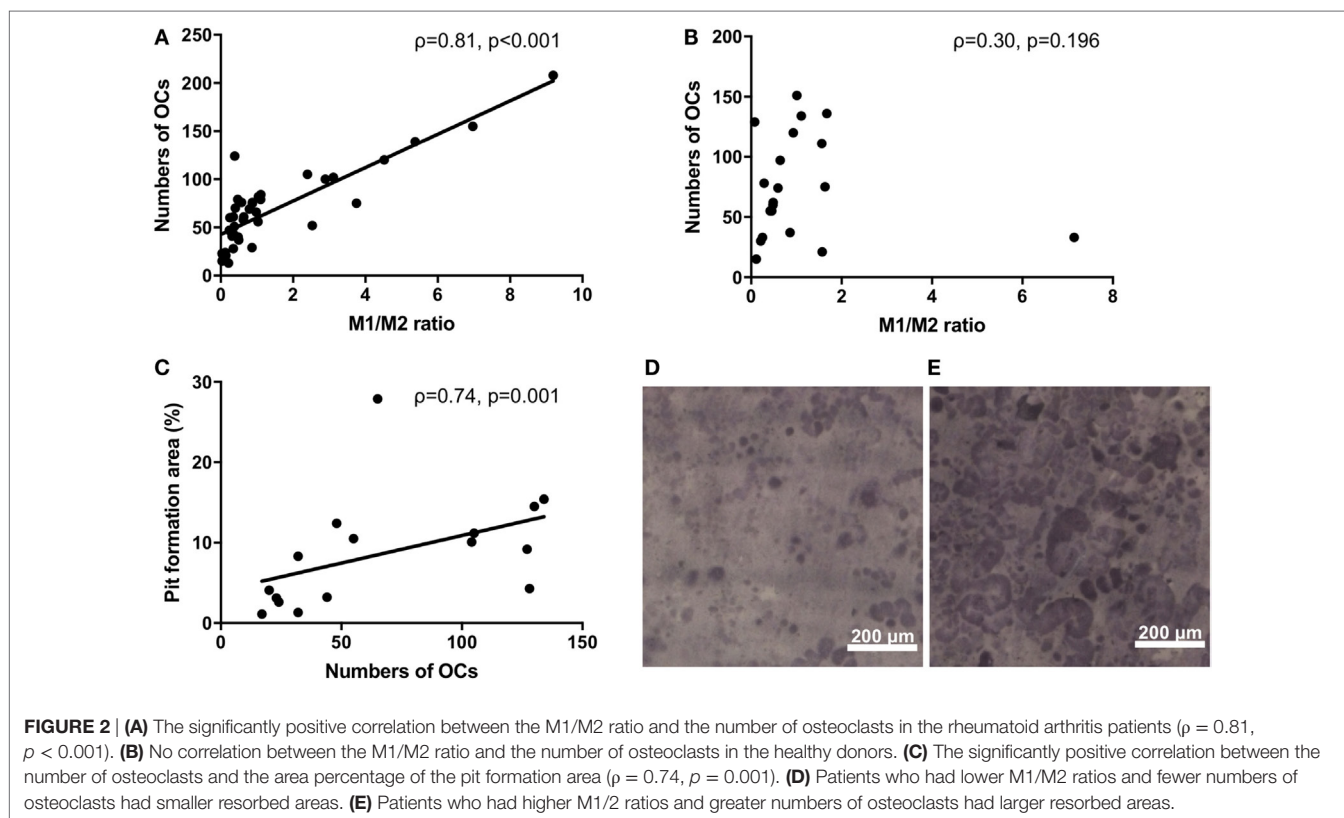 A
ρ=0.81, p<0.001
250
200
150
100
50
0
Numbers of OCs
0 2 4 6 8 10
M1/M2 ratio
B
ρ=0.30, p=0.196
200
150
100
50
0
Numbers of OCs
0 2 4 6 8
M1/M2 ratio
C
ρ=0.74, p=0.001
30
20
10
0
Pit formation area (%)
0 50 100 150
Numbers of OCs
D
200 µm
E
200 µm
FIGURE 2 | (A) The significantly positive correlation between the M1/M2 ratio and the number of osteoclasts in the rheumatoid arthritis patients (ρ = 0.81,
p < 0.001). (B) No correlation between the M1/M2 ratio and the number of osteoclasts in the healthy donors. (C) The significantly positive correlation between the
number of osteoclasts and the area percentage of the pit formation area (ρ = 0.74, p = 0.001). (D) Patients who had lower M1/M2 ratios and fewer numbers of
osteoclasts had smaller resorbed areas. (E) Patients who had higher M1/2 ratios and greater numbers of osteoclasts had larger resorbed areas.